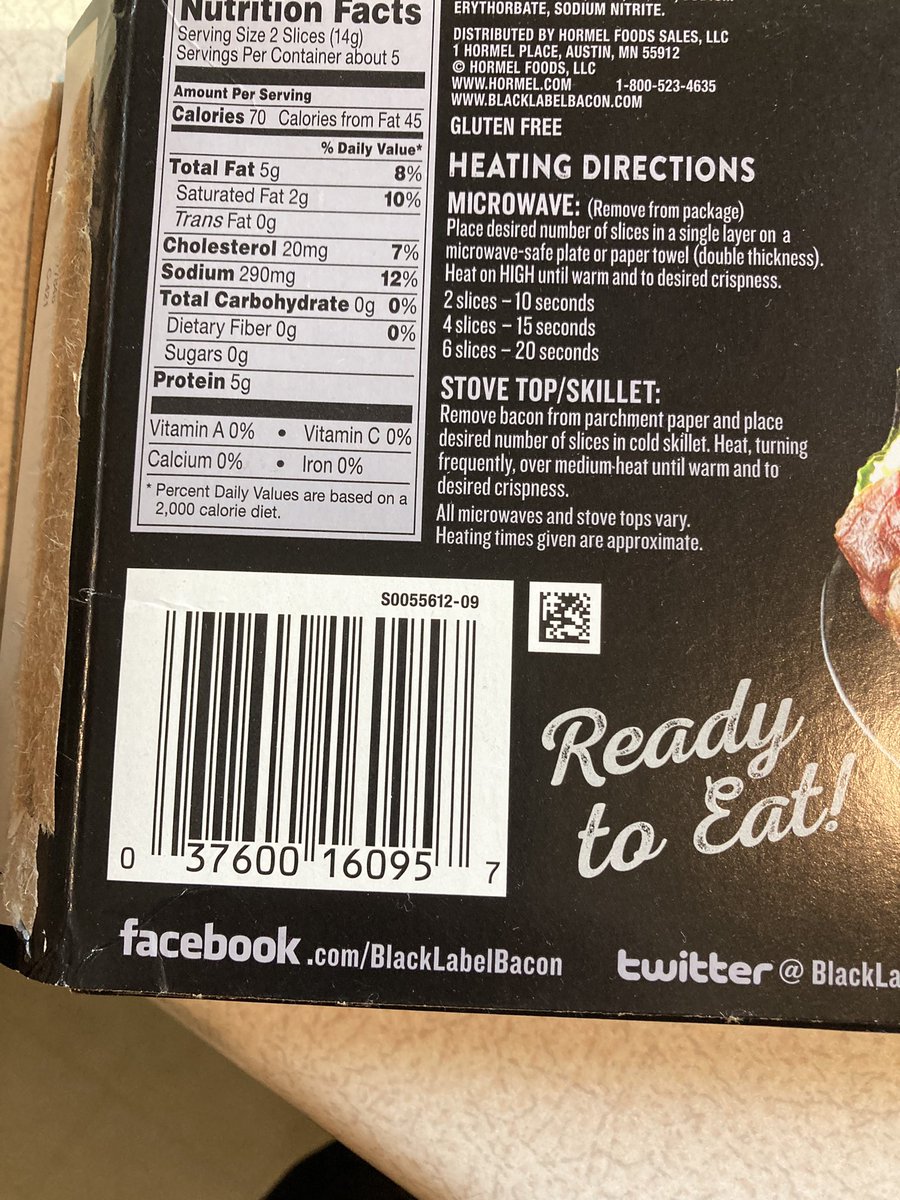 Nutrition Facts
Serving Size 2 Slices (14g)
Servings Per Container about 5
Amount Per Serving
Calories 70 Calories from Fat 45
% Daily Value*
Total Fat 5g 8%
Saturated Fat 2g 10%
Trans Fat 0g
Cholesterol 20mg 7%
Sodium 290mg 12%
Total Carbohydrate 0g 0%
Dietary Fiber 0g 0%
Sugars 0g
Protein 5g
Vitamin A 0% • Vitamin C 0%
Calcium 0% • Iron 0%
* Percent Daily Values are based on a
2,000 calorie diet.
ERYTHORBATE, SODIUM NITRITE.
DISTRIBUTED BY HORMEL FOODS SALES, LLC
1 HORMEL PLACE, AUSTIN, MN 55912
© HORMEL FOODS, LLC
WWW.HORMEL.COM 1-800-523-4635
WWW.BLACKLABELBACON.COM
GLUTEN FREE
HEATING DIRECTIONS
MICROWAVE: (Remove from package)
Place desired number of slices in a single layer on a
microwave-safe plate or paper towel (double thickness).
Heat on HIGH until warm and to desired crispness.
2 slices – 10 seconds
4 slices – 15 seconds
6 slices – 20 seconds
STOVE TOP/SKILLET:
Remove bacon from parchment paper and place
desired number of slices in cold skillet. Heat, turning
frequently, over medium-heat until warm and to
desired crispness.
All microwaves and stove tops vary.
Heating times given are approximate.
S0055612-09
0 37600 16095 7
Ready
to Eat!
facebook.com/BlackLabelBacon
twitter @ BlackLa